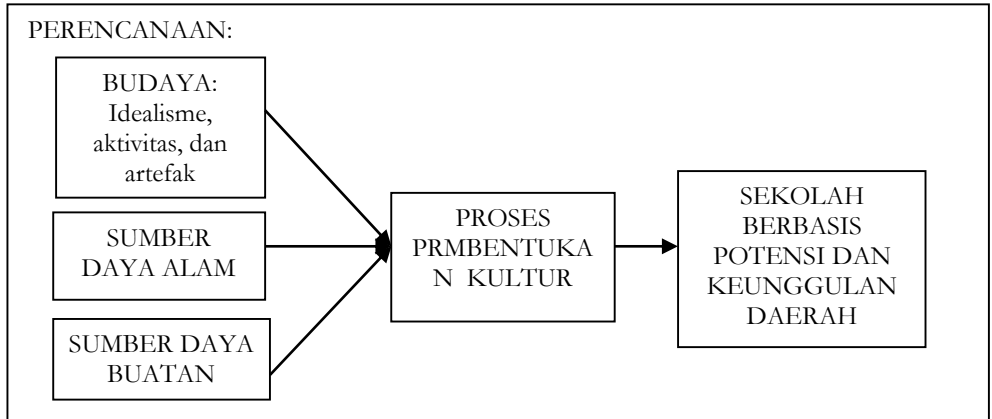 PERENCANAAN:
BUDAYA:
Idealisme,
aktivitas, dan
artefak
SUMBER
DAYA ALAM
SUMBER DAYA
BUATAN
PROSES
PRMBENTUKA
N KULTUR
SEKOLAH
BERBASIS
POTENSI DAN
KEUNGGULAN
DAERAH